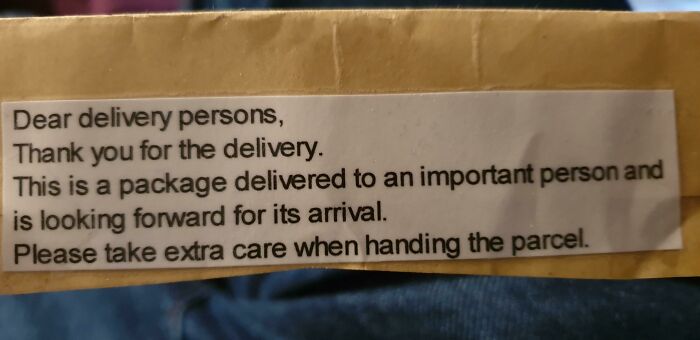 Dear delivery persons,
Thank you for the delivery.
This is a package delivered to an important person and
is looking forward for its arrival.
Please take extra care when handing the parcel.